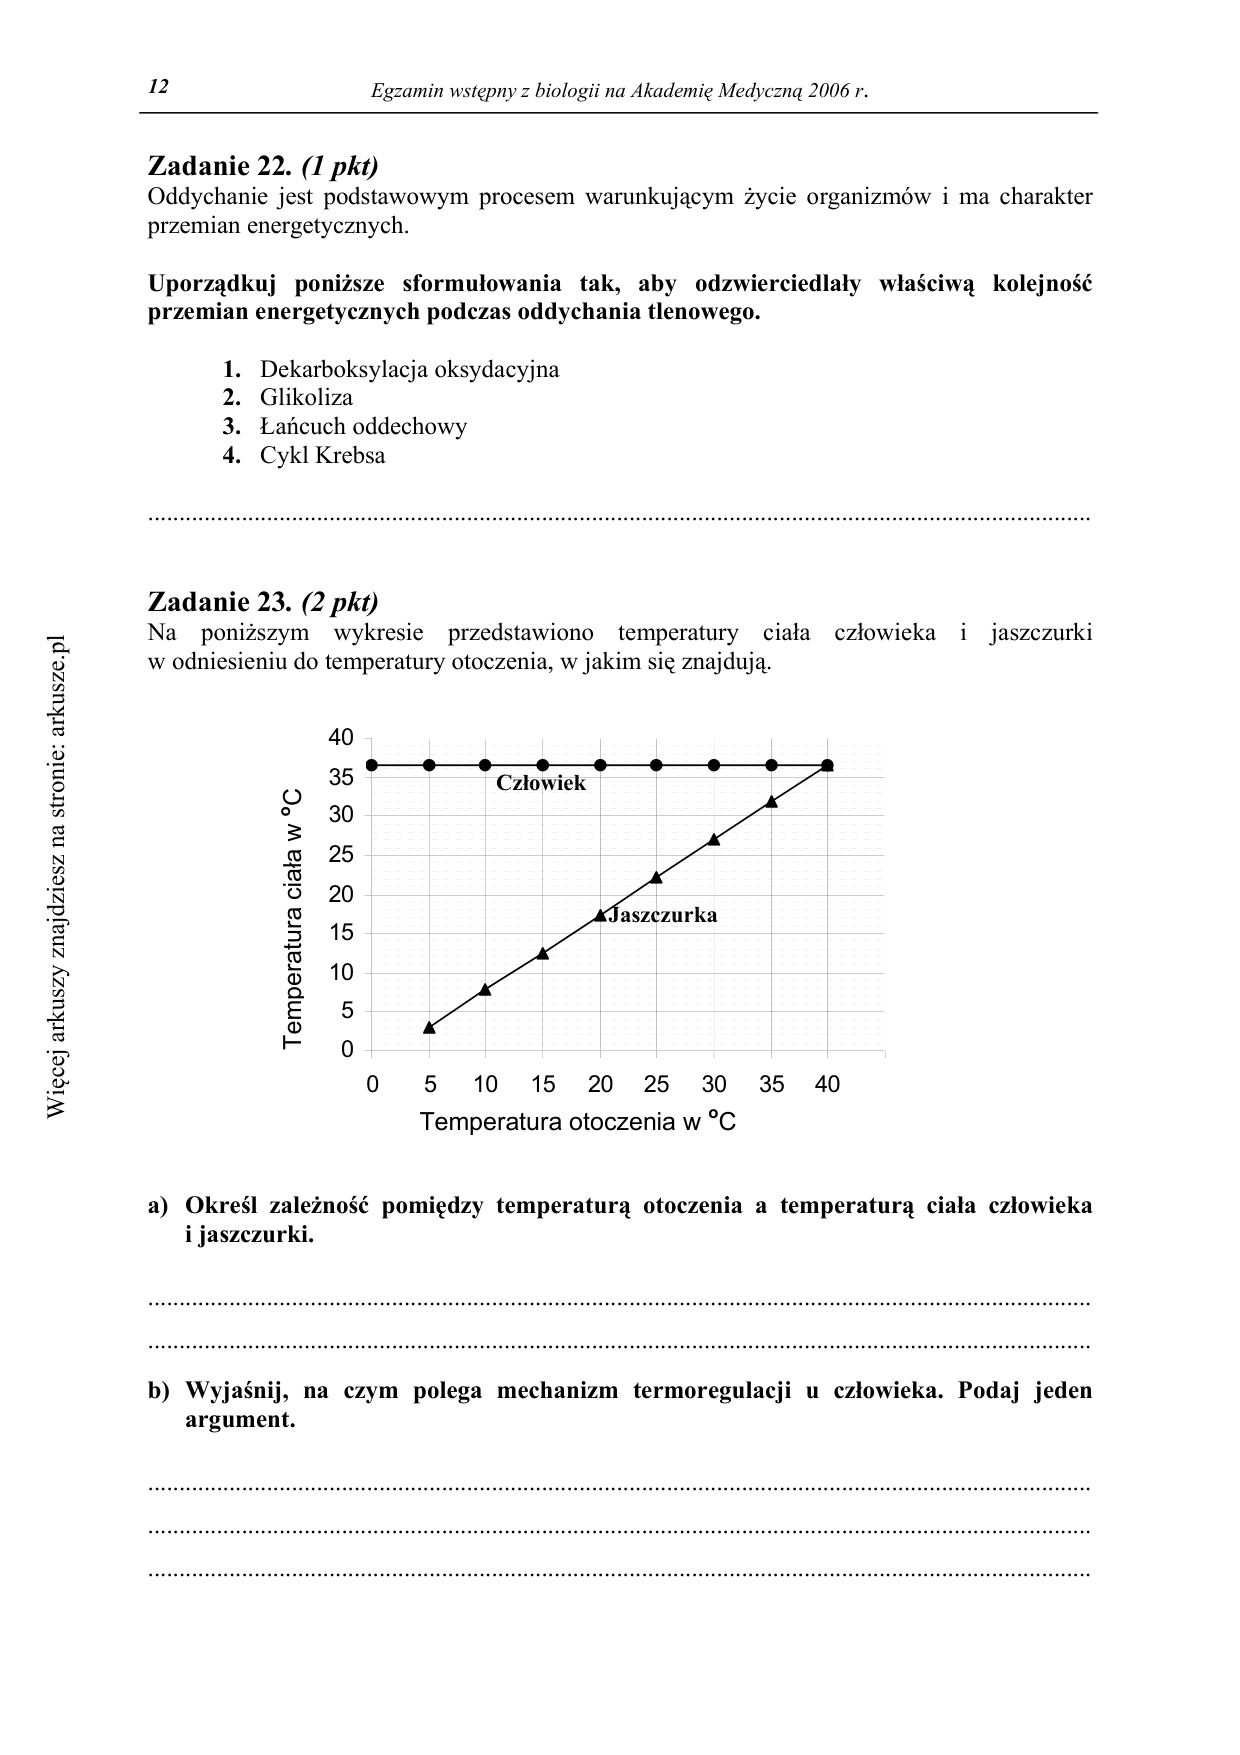 12
Egzamin wstępny z biologii na Akademię Medyczną 2006 r.
Zadanie 22. (1 pkt)
Oddychanie jest podstawowym procesem warunkującym życie organizmów i ma charakter
przemian energetycznych.
Uporządkuj poniższe sformułowania tak, aby odzwierciedlały właściwą kolejność
przemian energetycznych podczas oddychania tlenowego.
1. Dekarboksylacja oksydacyjna
2. Glikoliza
3. Łańcuch oddechowy
4. Cykl Krebsa
Zadanie 23. (2 pkt)
Na poniższym wykresie przedstawiono temperatury ciała człowieka i jaszczurki
w odniesieniu do temperatury otoczenia, w jakim się znajdują.
40
35
30
25
20
15
10
5
0
Temperatura ciała w °C
Człowiek
Jaszczurka
0 5 10 15 20 25 30 35 40
Temperatura otoczenia w °C
a) Określ zależność pomiędzy temperaturą otoczenia a temperaturą ciała człowieka
i jaszczurki.
b) Wyjaśnij, na czym polega mechanizm termoregulacji u człowieka. Podaj jeden
argument.
Więcej arkuszy znajdziesz na stronie: arkusze.pl